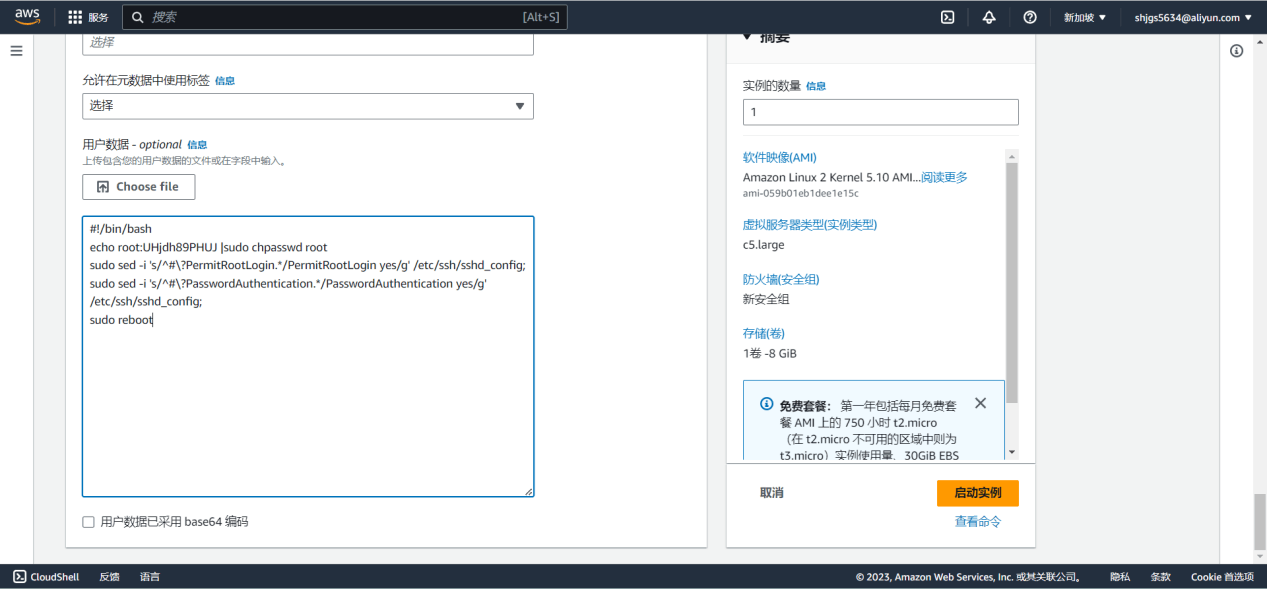 aws
服务
搜索
[Alt+S]
新加坡 ▼
shjgs5634@aliyun.com ▼
选择
允许在元数据中使用标签 信息
选择
用户数据 - optional 信息
上传包含您的用户数据的文件或在字段中输入。
Choose file
#!/bin/bash
echo root:UHjdh89PHUJ |sudo chpasswd root
sudo sed -i 's/^#\?PermitRootLogin.*/PermitRootLogin yes/g' /etc/ssh/sshd_config;
sudo sed -i 's/^#\?PasswordAuthentication.*/PasswordAuthentication yes/g'
/etc/ssh/sshd_config;
sudo reboot
用户数据已采用 base64 编码
摘要
实例的数量 信息
1
软件映像(AMI)
Amazon Linux 2 Kernel 5.10 AMI...阅读更多
ami-059b01eb1dee1e15c
虚拟服务器类型(实例类型)
c5.large
防火墙(安全组)
新安全组
存储(卷)
1卷 -8 GiB
免费套餐： 第一年包括每月免费套
餐 AMI 上的 750 小时 t2.micro
（在 t2.micro 不可用的区域中则为
t3.micro）实例使用量、30GiB EBS
取消
启动实例
查看命令
CloudShell
反馈
语言
© 2023, Amazon Web Services, Inc. 或其关联公司。
隐私
条款
Cookie 首选项